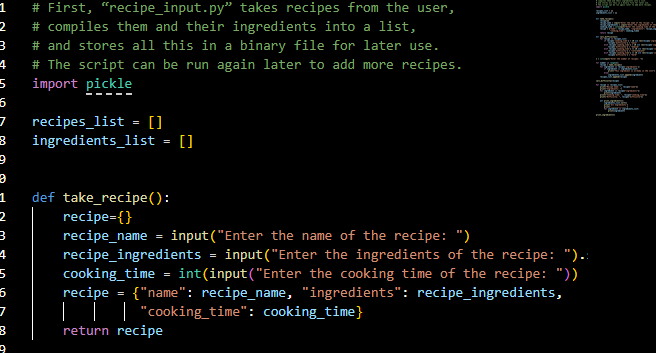 1 # First, “recipe_input.py” takes recipes from the user,
2 # compiles them and their ingredients into a list,
3 # and stores all this in a binary file for later use.
4 # The script can be run again later to add more recipes.
5 import pickle
6
7 recipes_list = []
8 ingredients_list = []
9
0
1 def take_recipe():
2 recipe={}
3 recipe_name = input("Enter the name of the recipe: ")
4 recipe_ingredients = input("Enter the ingredients of the recipe: ").
5 cooking_time = int(input("Enter the cooking time of the recipe: "))
6 recipe = {"name": recipe_name, "ingredients": recipe_ingredients,
7 "cooking_time": cooking_time}
8 return recipe
9